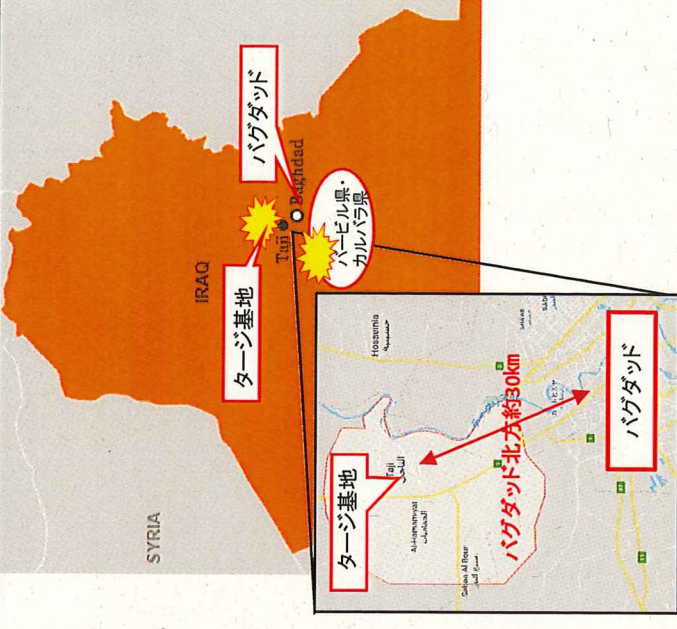 SYRIA
IRAQ
タージ基地
Taji
Baghdad
バグダッド
バービル県・
カルバラ県
タージ基地
Taji
التاجي
Hosseinia
حسينية
Al-Hamamiyat
الحماميات
Sabaa Al Bour
バグダッド北方約30km
バグダッド